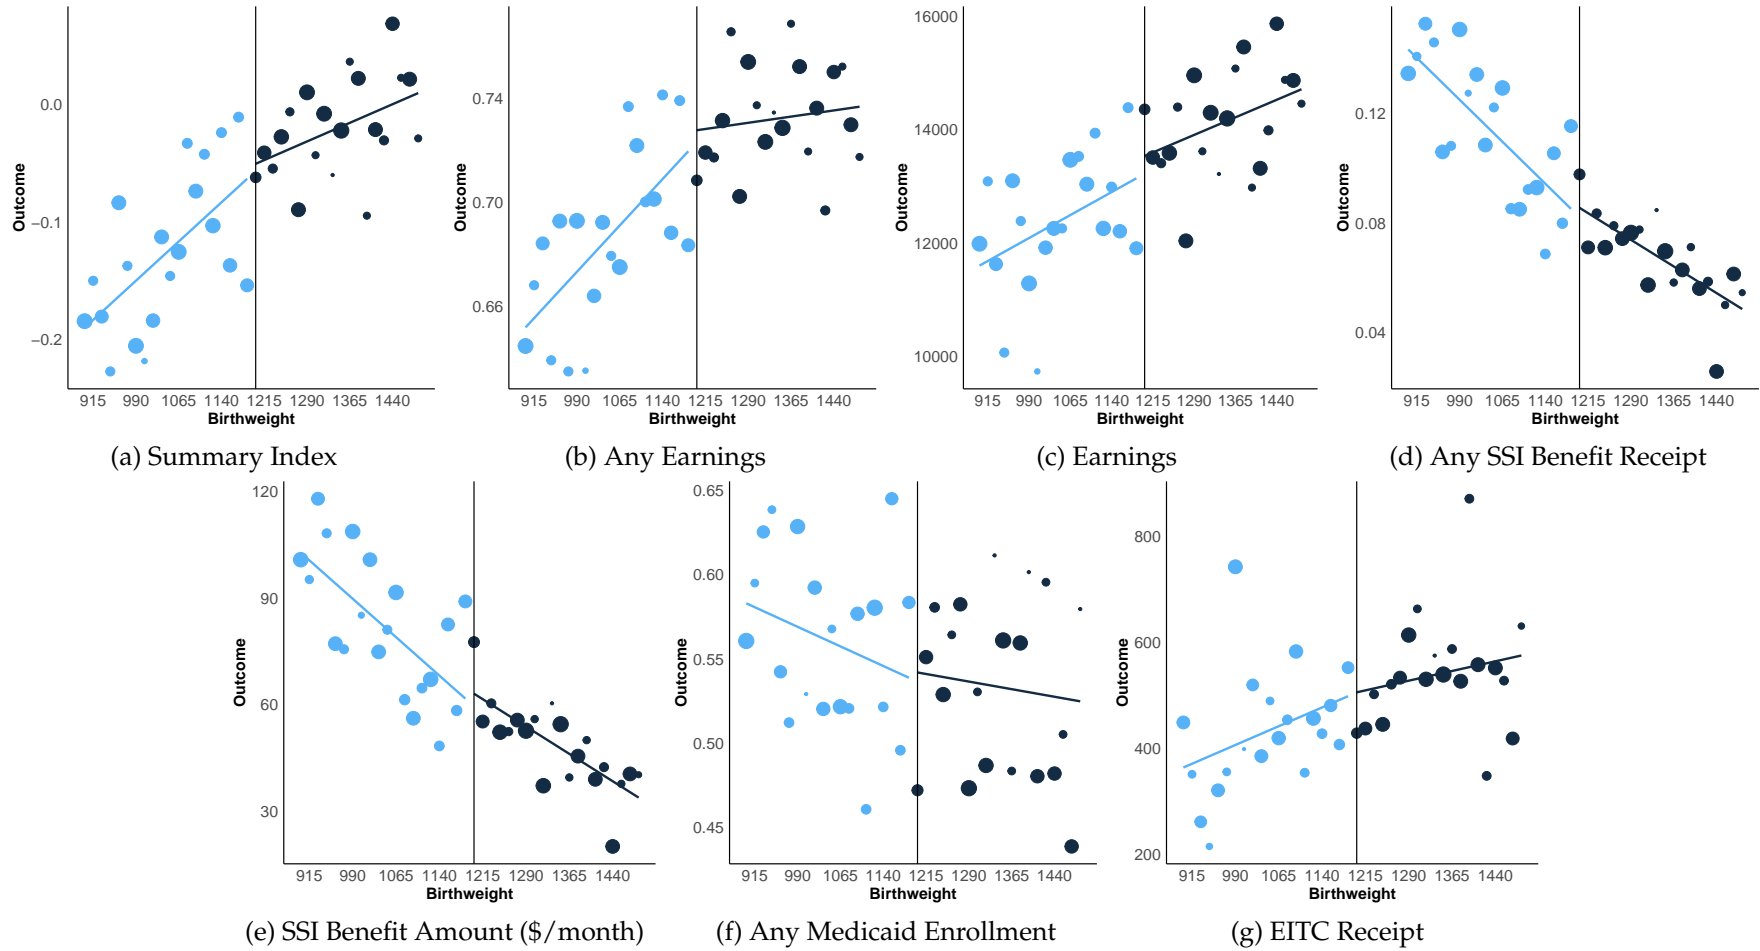 0.0
−0.1
−0.2
Outcome
915 990 1065 1140 1215 1290 1365 1440
Birthweight
(a) Summary Index
0.74
0.70
0.66
Outcome
915 990 1065 1140 1215 1290 1365 1440
Birthweight
(b) Any Earnings
16000
14000
12000
10000
Outcome
915 990 1065 1140 1215 1290 1365 1440
Birthweight
(c) Earnings
0.12
0.08
0.04
Outcome
915 990 1065 1140 1215 1290 1365 1440
Birthweight
(d) Any SSI Benefit Receipt
120
90
60
30
Outcome
915 990 1065 1140 1215 1290 1365 1440
Birthweight
(e) SSI Benefit Amount ($/month)
0.65
0.60
0.55
0.50
0.45
Outcome
915 990 1065 1140 1215 1290 1365 1440
Birthweight
(f) Any Medicaid Enrollment
800
600
400
200
Outcome
915 990 1065 1140 1215 1290 1365 1440
Birthweight
(g) EITC Receipt